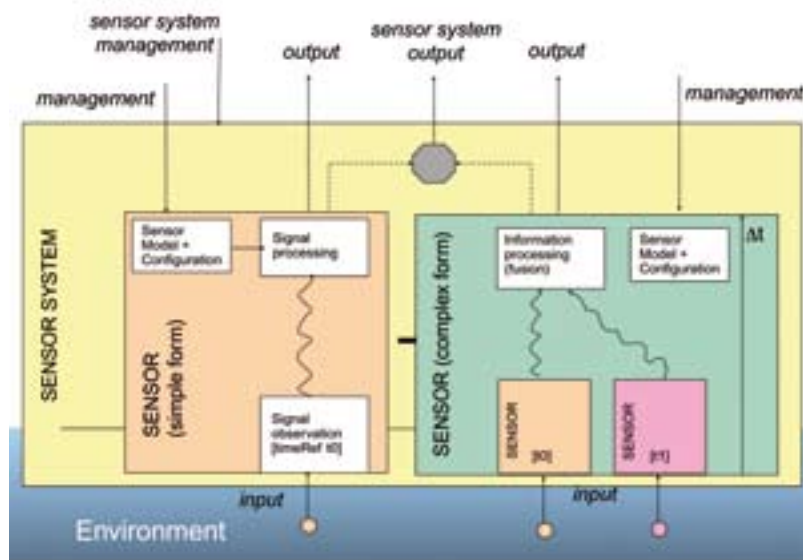 sensor system
management
output
sensor system
output
output
management
management
SENSOR SYSTEM
Sensor
Model +
Configuration
Signal
processing
SENSOR
(simple form)
Signal
observation
[timeRef t0]
SENSOR (complex form)
Information
processing
(fusion)
Sensor
Model +
Configuration
Δt
SENSOR
[t0]
SENSOR
[t1]
input
input
Environment